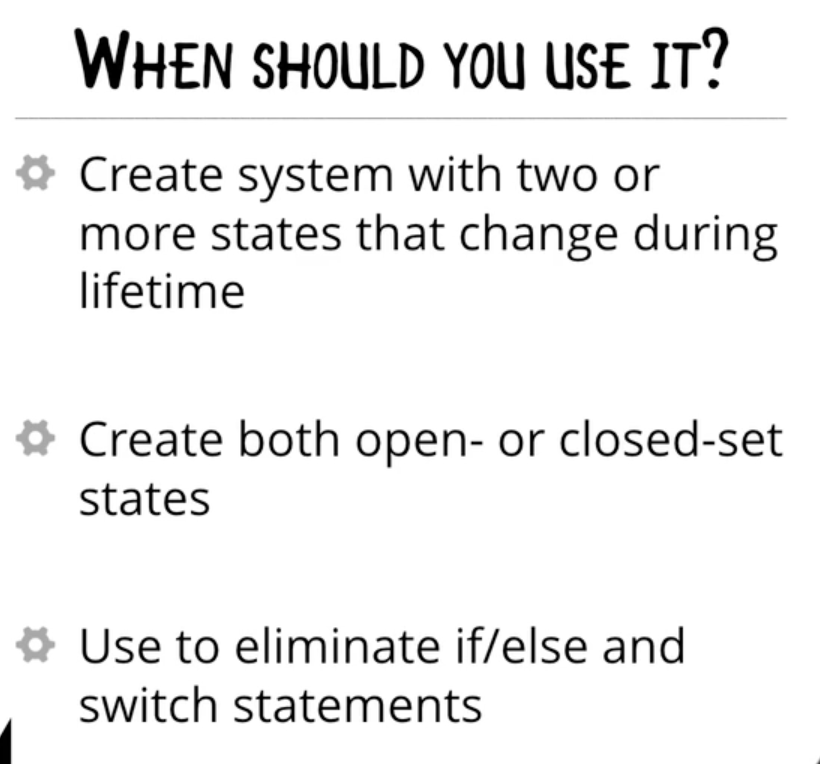 When should you use it?
Create system with two or
more states that change during
lifetime
Create both open- or closed-set
states
Use to eliminate if/else and
switch statements